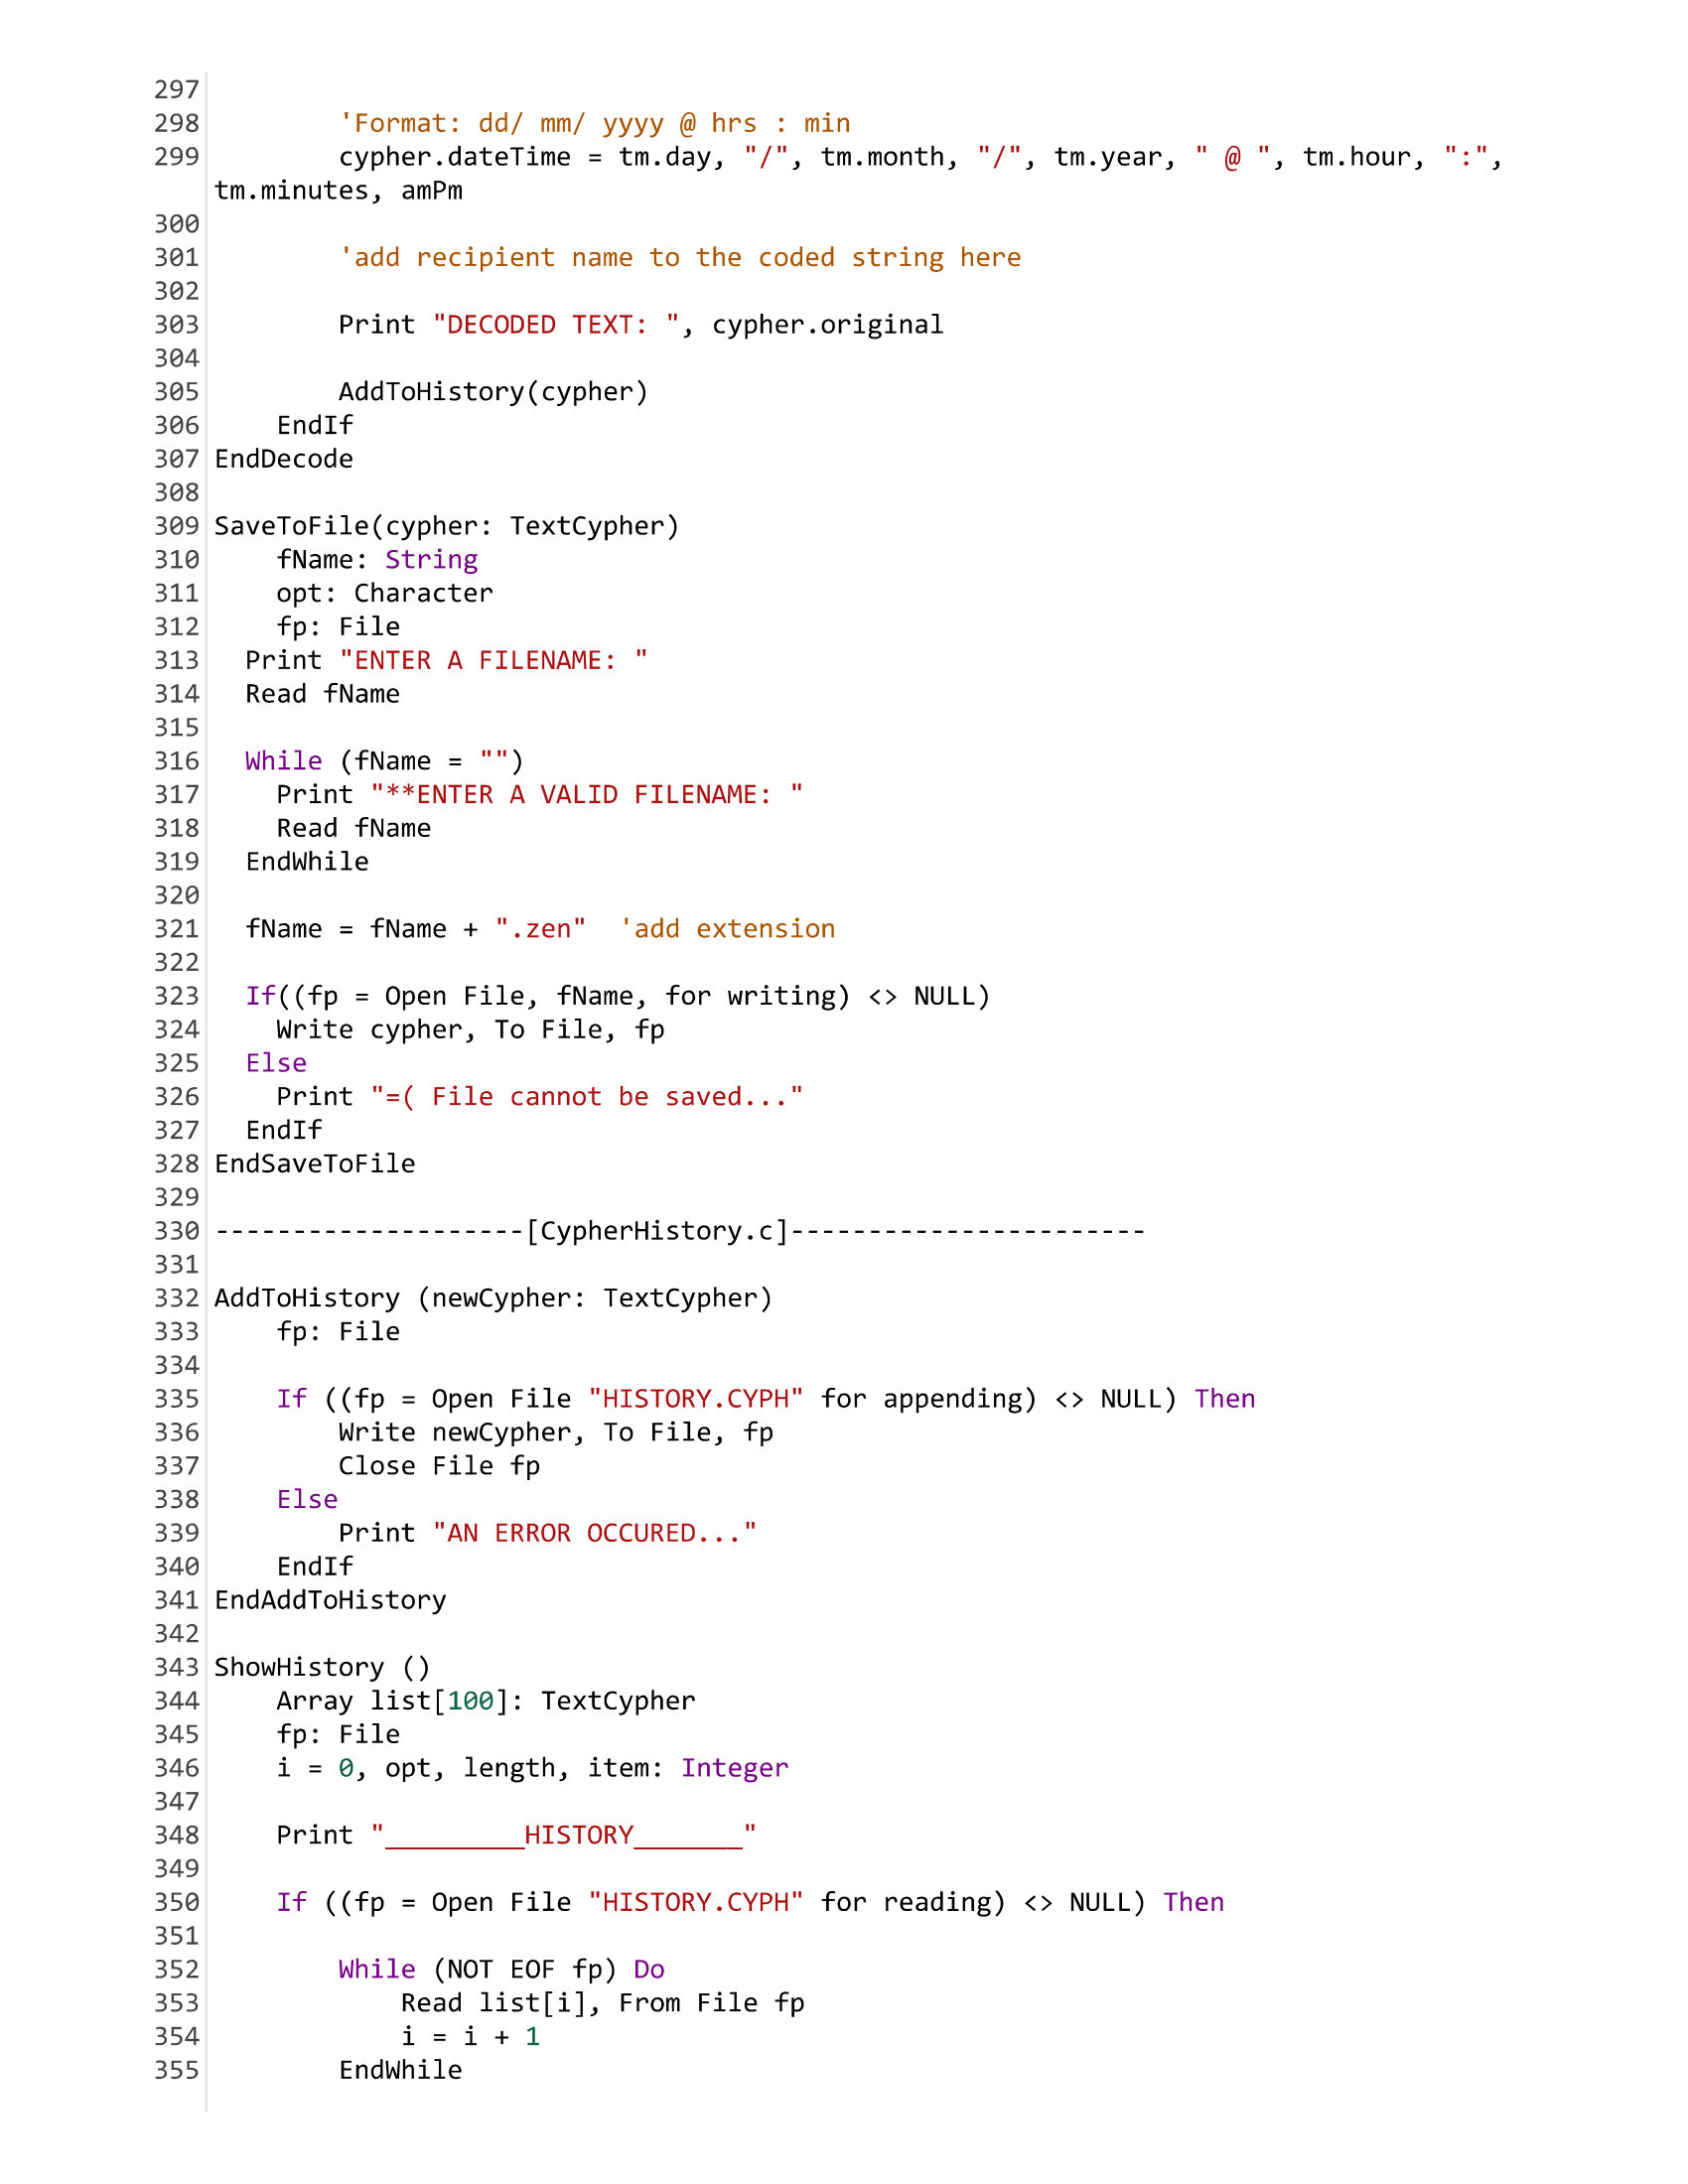 297
298         'Format: dd/ mm/ yyyy @ hrs : min
299         cypher.dateTime = tm.day, "/", tm.month, "/", tm.year, " @ ", tm.hour, ":",
tm.minutes, amPm
300
301         'add recipient name to the coded string here
302
303         Print "DECODED TEXT: ", cypher.original
304
305         AddToHistory(cypher)
306     EndIf
307 EndDecode
308
309 SaveToFile(cypher: TextCypher)
310     fName: String
311     opt: Character
312     fp: File
313   Print "ENTER A FILENAME: "
314   Read fName
315
316   While (fName = "")
317     Print "**ENTER A VALID FILENAME: "
318     Read fName
319   EndWhile
320
321   fName = fName + ".zen"  'add extension
322
323   If((fp = Open File, fName, for writing) <> NULL)
324     Write cypher, To File, fp
325   Else
326     Print "=( File cannot be saved..."
327   EndIf
328 EndSaveToFile
329
330 --------------------[CypherHistory.c]-----------------------
331
332 AddToHistory (newCypher: TextCypher)
333     fp: File
334
335     If ((fp = Open File "HISTORY.CYPH" for appending) <> NULL) Then
336         Write newCypher, To File, fp
337         Close File fp
338     Else
339         Print "AN ERROR OCCURED..."
340     EndIf
341 EndAddToHistory
342
343 ShowHistory ()
344     Array list[100]: TextCypher
345     fp: File
346     i = 0, opt, length, item: Integer
347
348     Print "_________HISTORY_______"
349
350     If ((fp = Open File "HISTORY.CYPH" for reading) <> NULL) Then
351
352         While (NOT EOF fp) Do
353             Read list[i], From File fp
354             i = i + 1
355         EndWhile